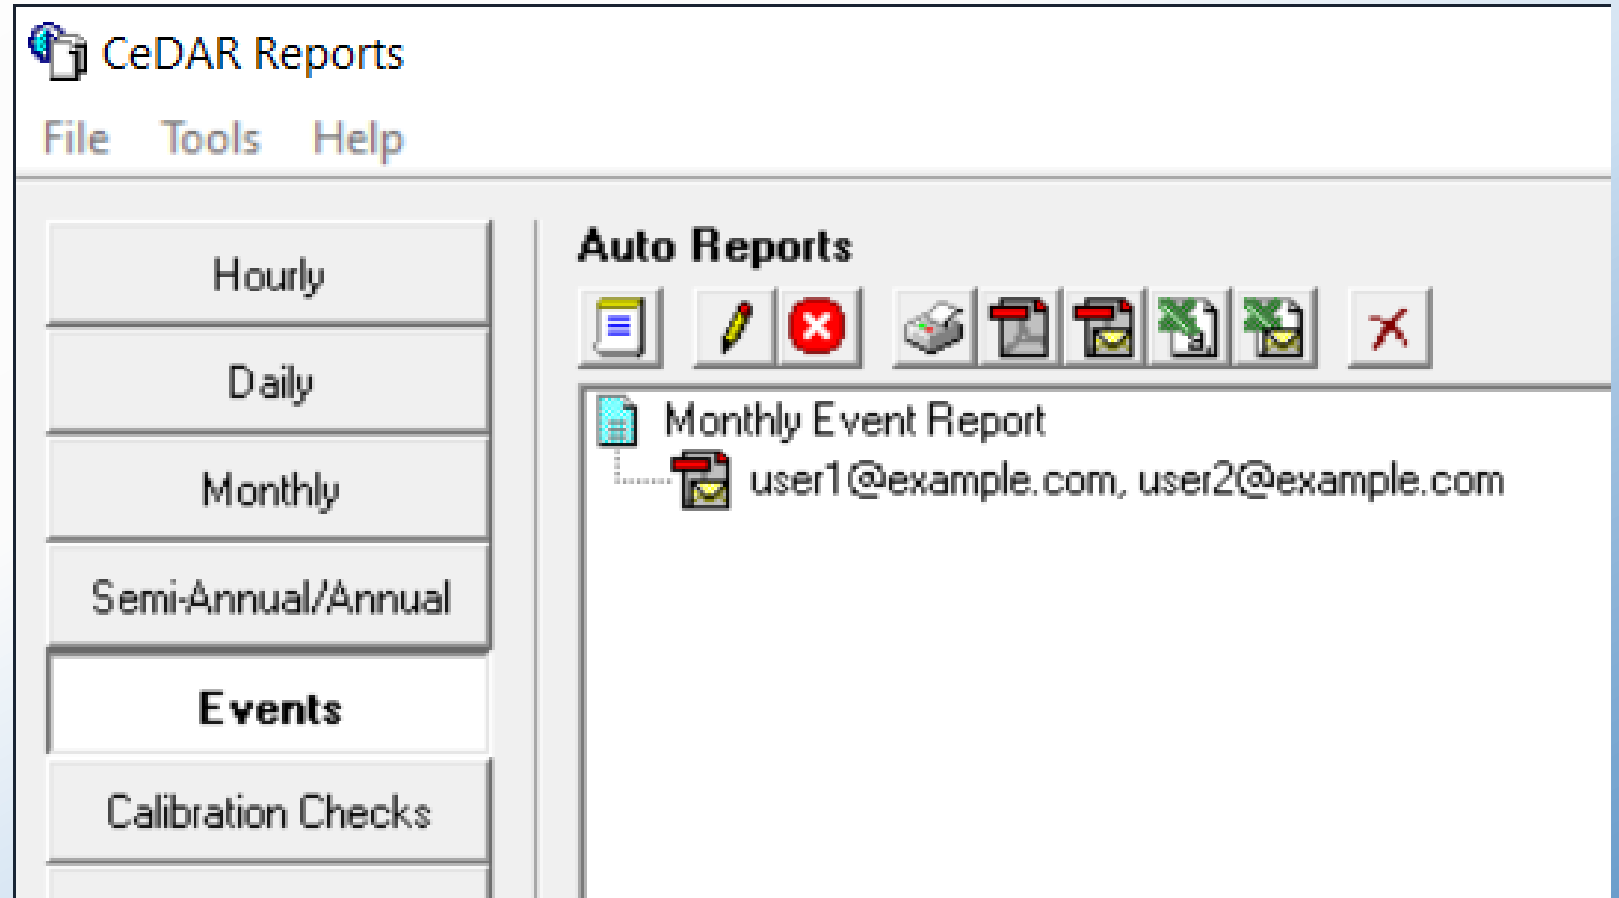 CeDAR Reports
File Tools Help
Hourly
Daily
Monthly
Semi-Annual/Annual
Events
Calibration Checks
Auto Reports
Monthly Event Report
user1@example.com, user2@example.com